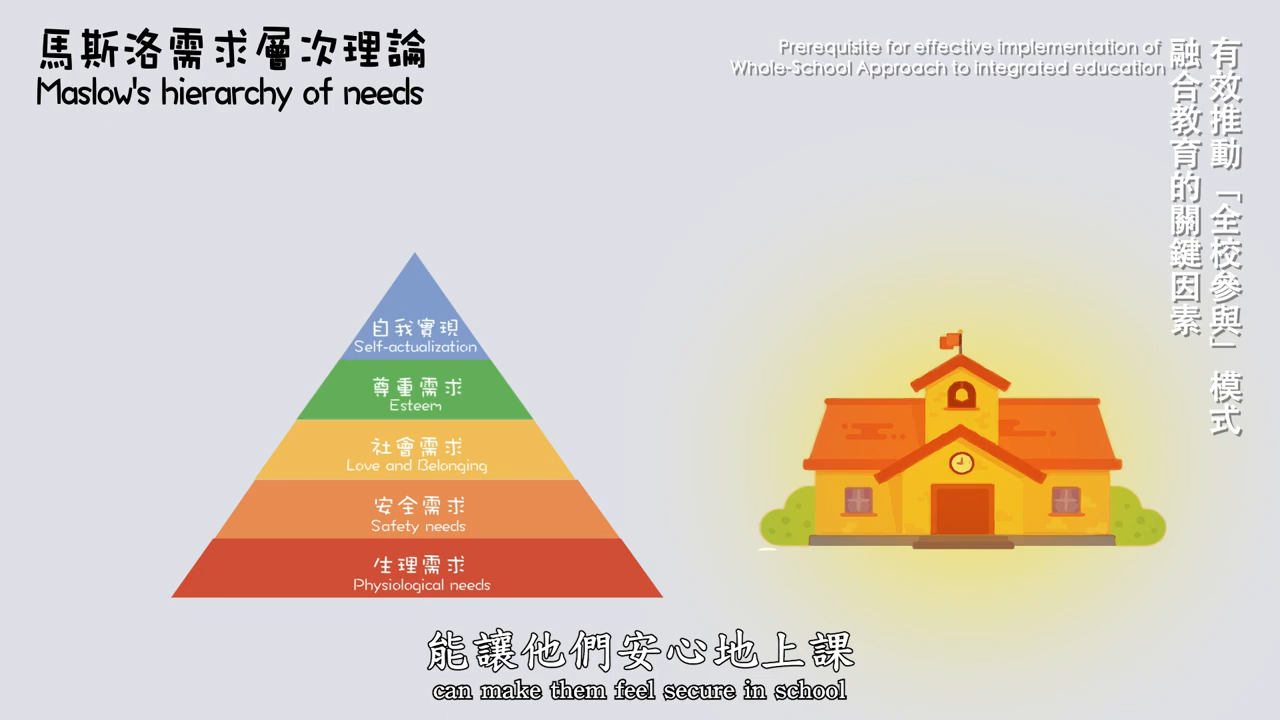 馬斯洛需求層次理論
Maslow's hierarchy of needs
Prerequisite for effective implementation of
Whole-School Approach to integrated education
有效推動「全校參與」模式
融合教育的關鍵因素
自我實現
Self-actualization
尊重需求
Esteem
社會需求
Love and Belonging
安全需求
Safety needs
生理需求
Physiological needs
能讓他們安心地上課
can make them feel secure in school